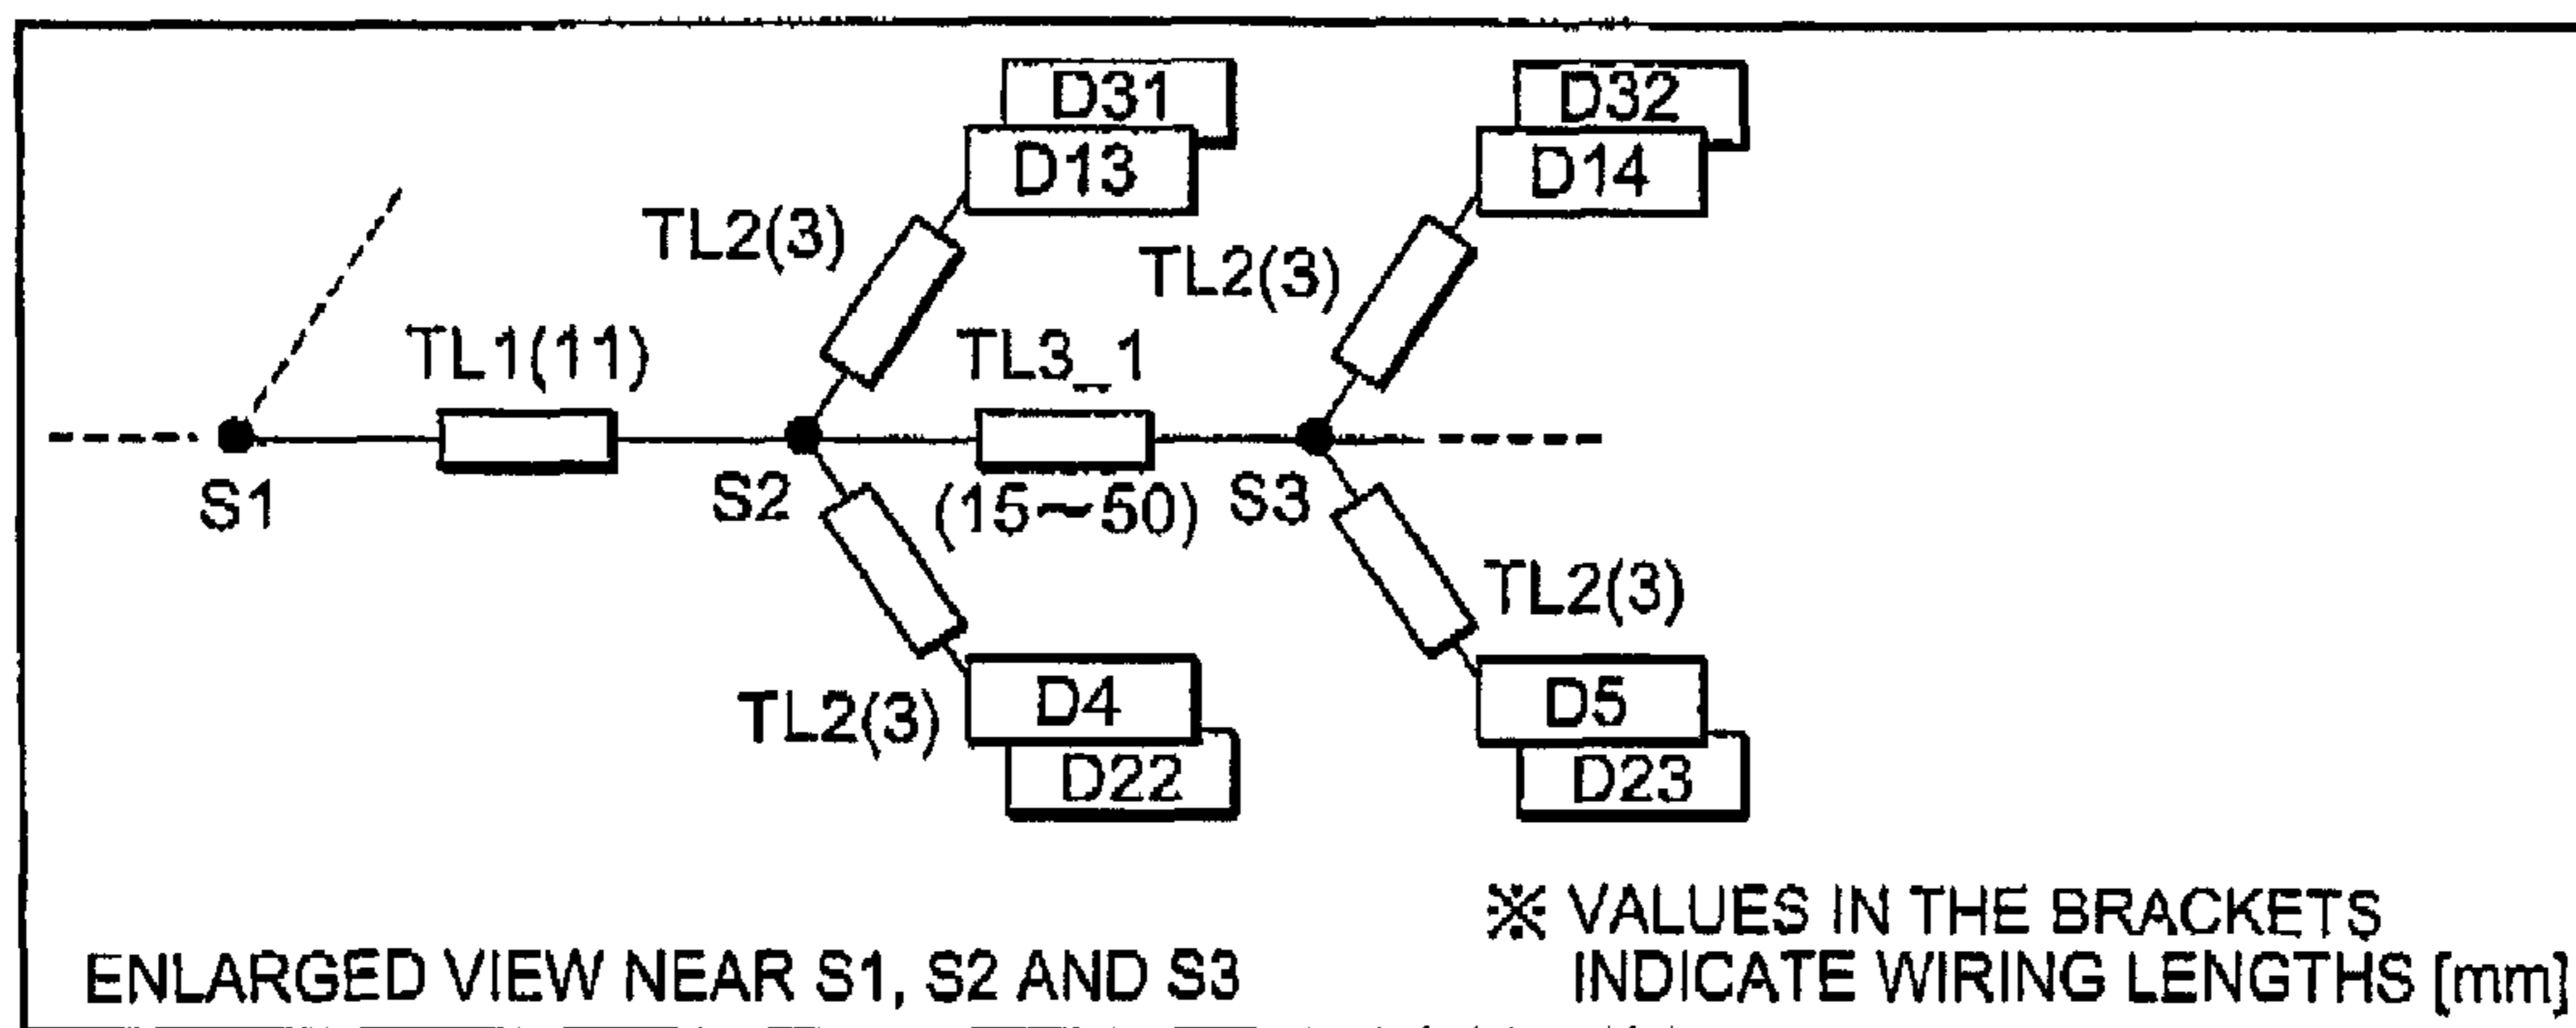 D31
D32
D13
D14
TL2(3)
TL2(3)
TL1(11)
TL3_1
S1
S2
(15~50)
S3
TL2(3)
TL2(3)
D4
D5
D22
D23
※ VALUES IN THE BRACKETS
INDICATE WIRING LENGTHS [mm]
ENLARGED VIEW NEAR S1, S2 AND S3